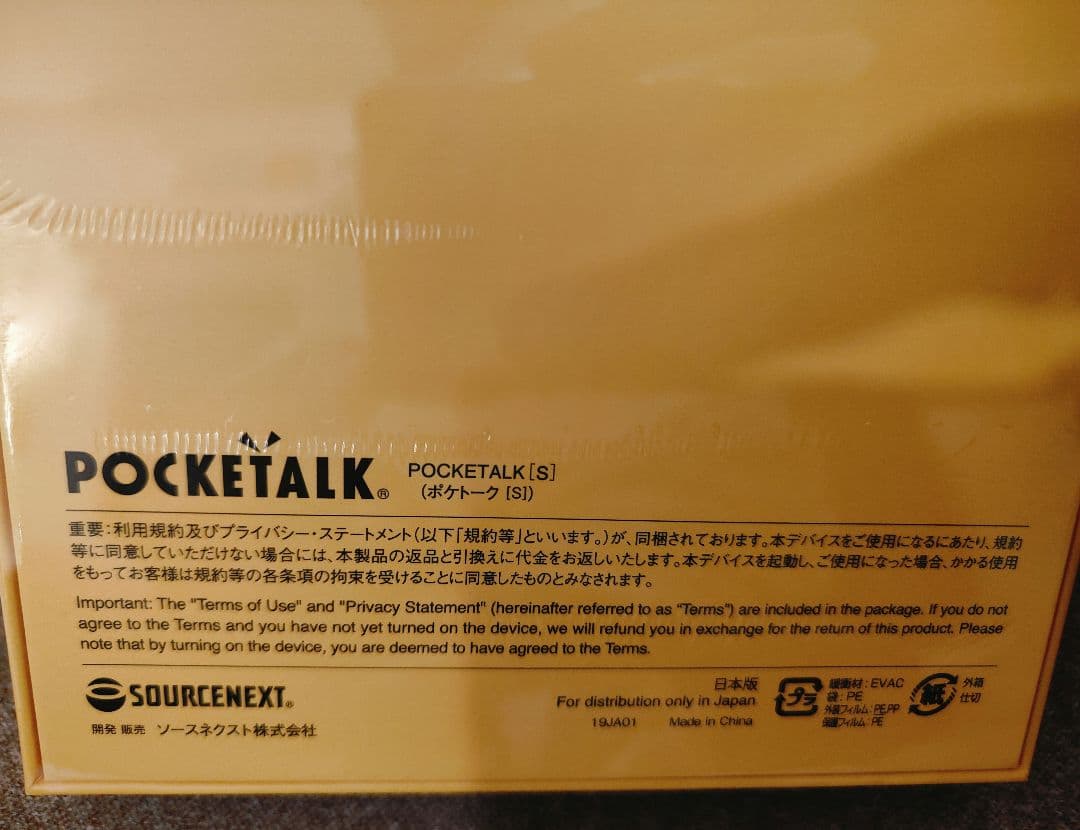 POCKETALK®
POCKETALK[S]
(ポケトーク [S])
重要:利用規約及びプライバシー・ステートメント(以下「規約等」といいます。)が、同梱されております。本デバイスをご使用になるにあたり、規約
等に同意していただけない場合には、本製品の返品と引換えに代金をお返しいたします。本デバイスを起動し、ご使用になった場合、かかる使用
をもってお客様は規約等の各条項の拘束を受けることに同意したものとみなされます。
Important: The "Terms of Use" and "Privacy Statement" (hereinafter referred to as "Terms") are included in the package. If you do not
agree to the Terms and you have not yet turned on the device, we will refund you in exchange for the return of this product. Please
note that by turning on the device, you are deemed to have agreed to the Terms.
SOURCENEXT®
開発 販売 ソースネクスト株式会社
日本版
For distribution only in Japan
19JA01 Made in China
プラ
緩衝材:EVAC
袋:PE
外装フィルム:PE,PP
保護フィルム:PE
紙
外箱
仕切